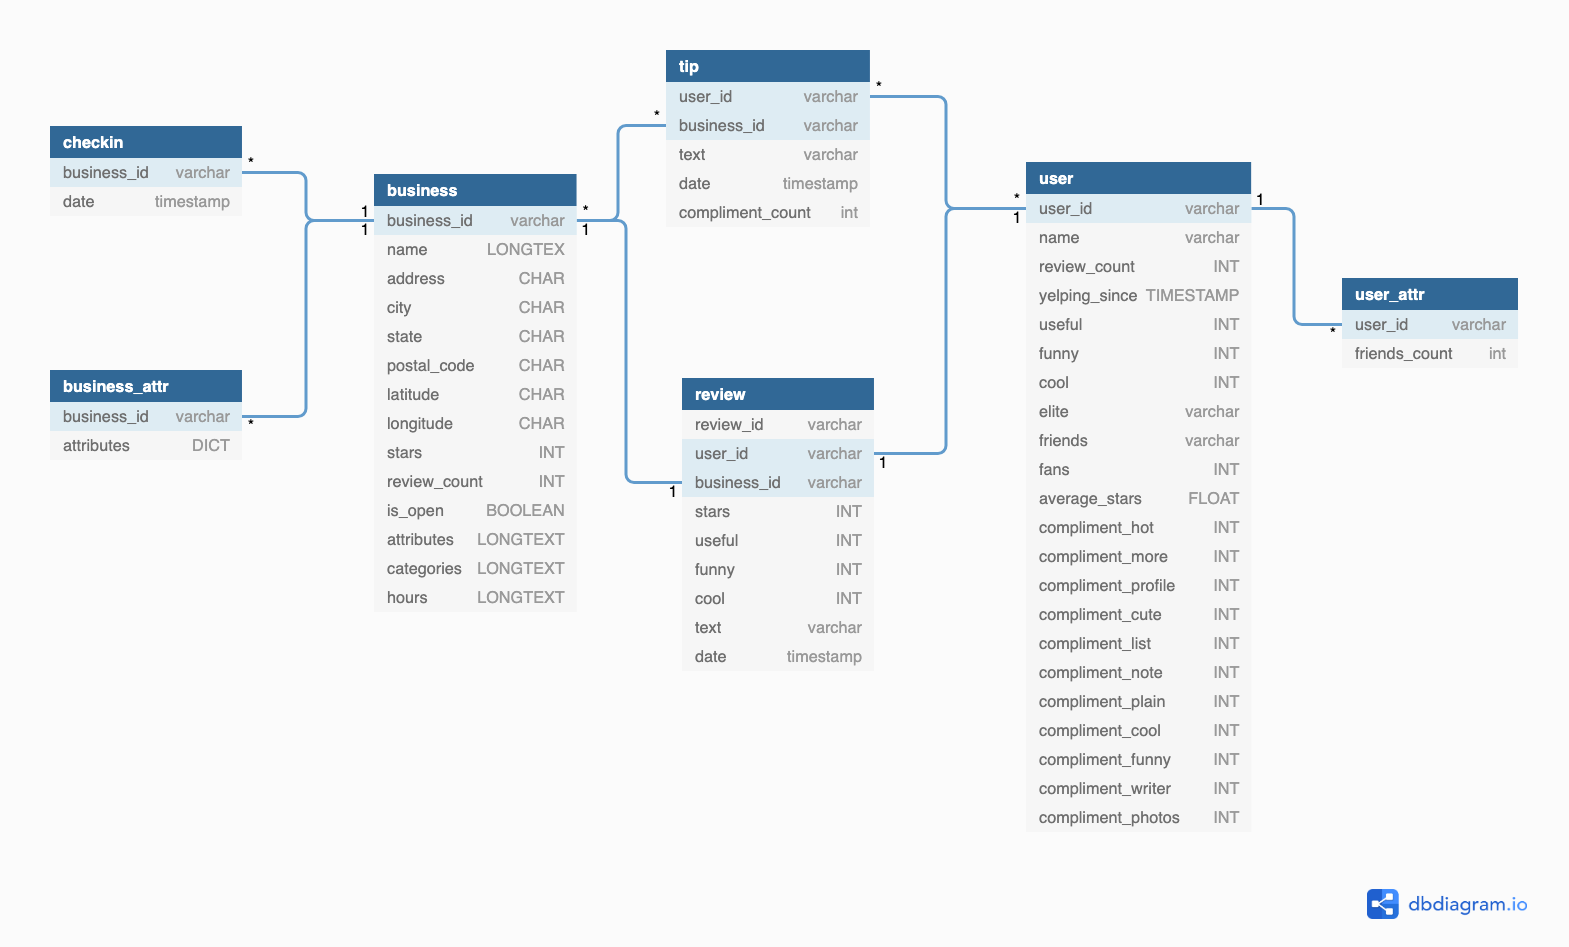 checkin
business_id varchar
date timestamp
*
business_attr
business_id varchar
attributes DICT
*
1
1
business
business_id varchar
name LONGTEX
address CHAR
city CHAR
state CHAR
postal_code CHAR
latitude CHAR
longitude CHAR
stars INT
review_count INT
is_open BOOLEAN
attributes LONGTEXT
categories LONGTEXT
hours LONGTEXT
*
1
*
tip
user_id varchar
business_id varchar
text varchar
date timestamp
compliment_count int
*
1
review
review_id varchar
user_id varchar
business_id varchar
stars INT
useful INT
funny INT
cool INT
text varchar
date timestamp
1
*
1
user
user_id varchar
name varchar
review_count INT
yelping_since TIMESTAMP
useful INT
funny INT
cool INT
elite varchar
friends varchar
fans INT
average_stars FLOAT
compliment_hot INT
compliment_more INT
compliment_profile INT
compliment_cute INT
compliment_list INT
compliment_note INT
compliment_plain INT
compliment_cool INT
compliment_funny INT
compliment_writer INT
compliment_photos INT
1
*
user_attr
user_id varchar
friends_count int
dbdiagram.io